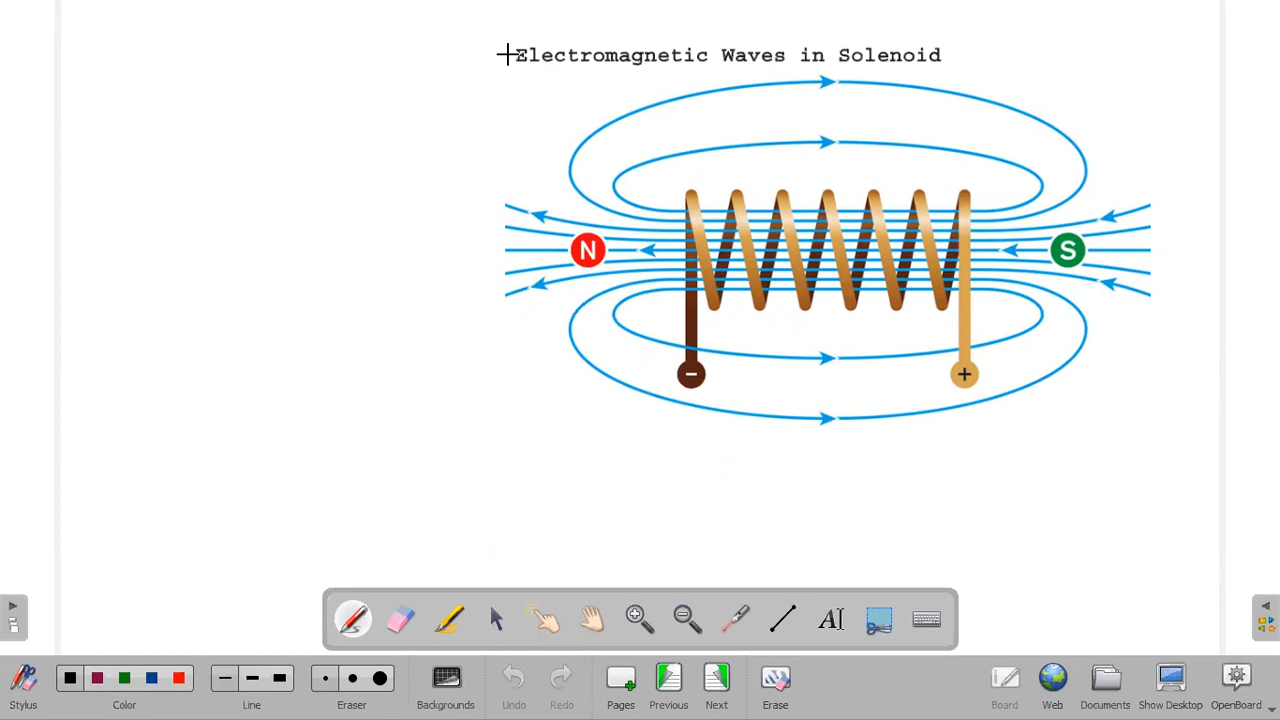 Electromagnetic Waves in Solenoid
N
S
− +
Stylus Color Line Eraser Backgrounds Undo Redo Pages Previous Next Erase Board Web Documents Show Desktop OpenBoard